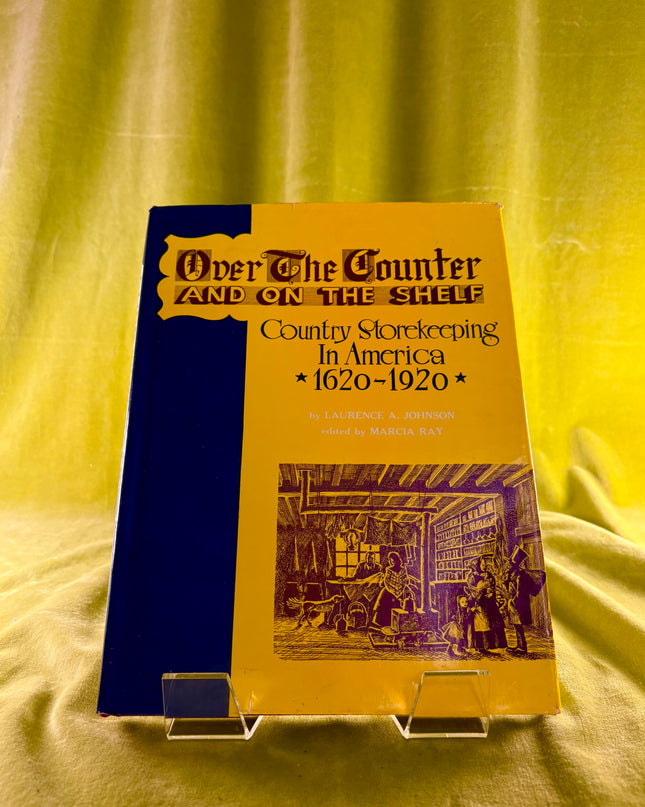 Over The Counter
AND ON THE SHELF
Country Storekeeping
In America
★ 1620-1920 ★
by LAURENCE A. JOHNSON
edited by MARCIA RAY